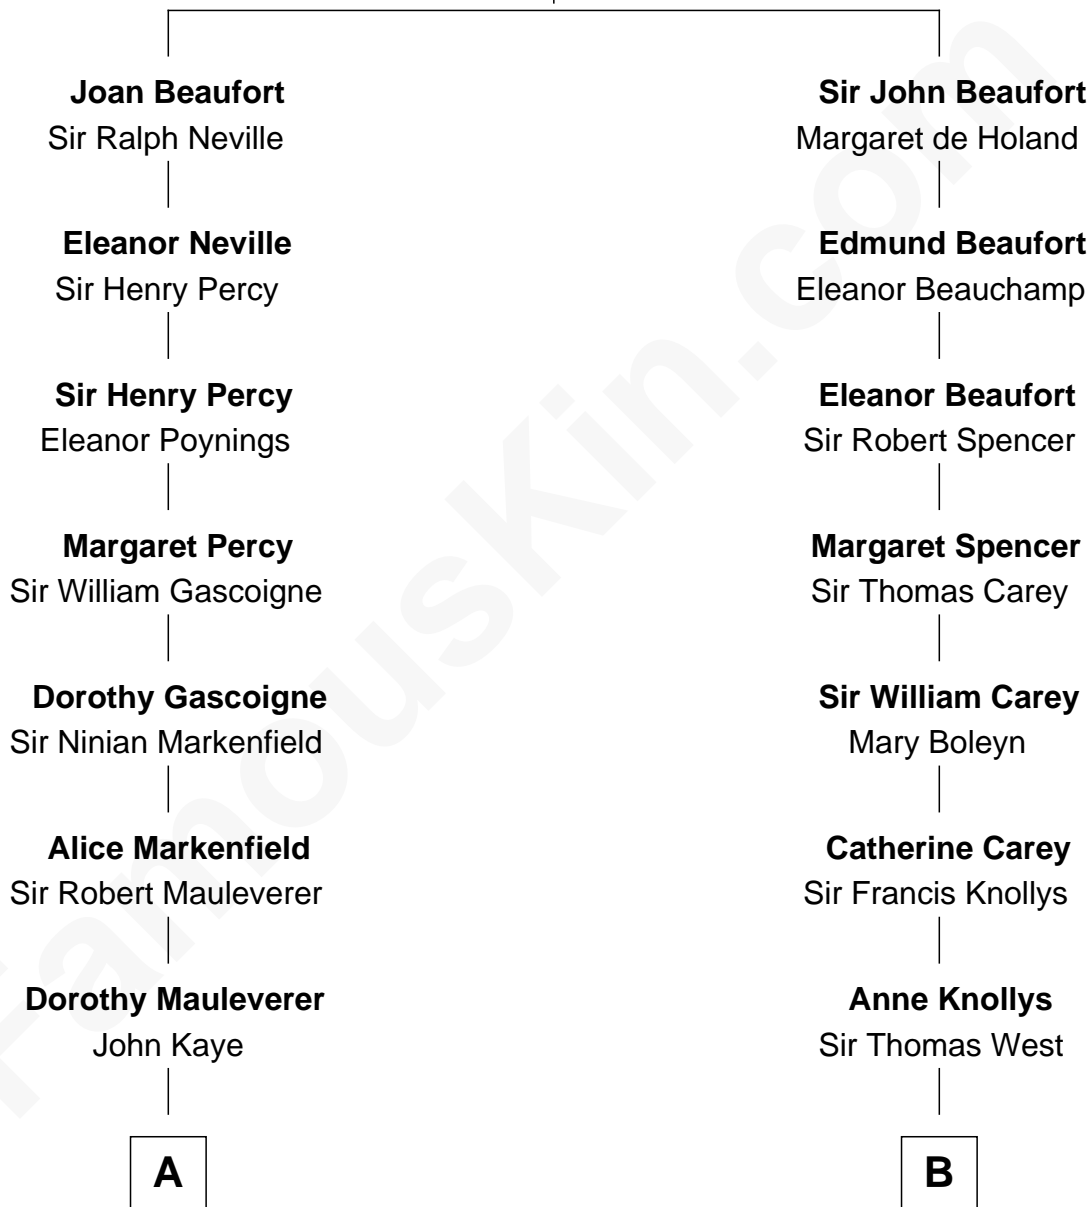 Joan Beaufort
Sir Ralph Neville
Eleanor Neville
Sir Henry Percy
Sir Henry Percy
Eleanor Poynings
Margaret Percy
Sir William Gascoigne
Dorothy Gascoigne
Sir Ninian Markenfield
Alice Markenfield
Sir Robert Mauleverer
Dorothy Mauleverer
John Kaye
A
Sir John Beaufort
Margaret de Holand
Edmund Beaufort
Eleanor Beauchamp
Eleanor Beaufort
Sir Robert Spencer
Margaret Spencer
Sir Thomas Carey
Sir William Carey
Mary Boleyn
Catherine Carey
Sir Francis Knollys
Anne Knollys
Sir Thomas West
B
FamousKin.com